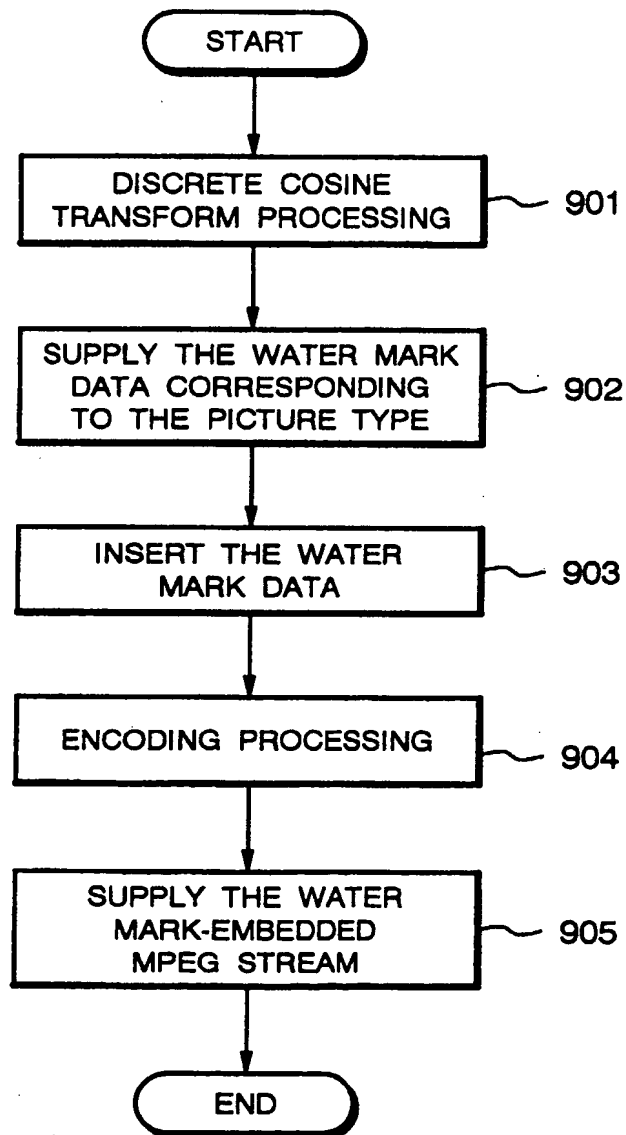 START
DISCRETE COSINE
TRANSFORM PROCESSING
901
SUPPLY THE WATER MARK
DATA CORRESPONDING
TO THE PICTURE TYPE
902
INSERT THE WATER
MARK DATA
903
ENCODING PROCESSING
904
SUPPLY THE WATER
MARK-EMBEDDED
MPEG STREAM
905
END